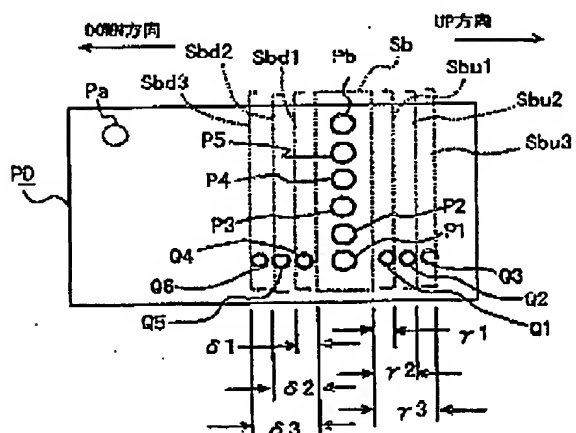 DOWN方向
UP方向
Sbd2
Sbd1
Pb
Sb
Sbu1
Sbd3
Sbu2
Pa
P5
Sbu3
P4
PD
P3
P2
Q4
P1
Q6
Q3
Q5
Q2
Q1
δ1
γ1
δ2
γ2
δ3
γ3